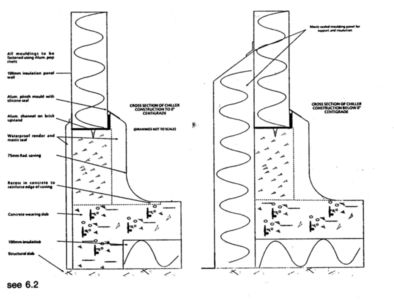 All mouldings to be
fastened using Alum. pop
rivets
100mm insulation panel
wall
Alum. plinth mould with
silicone seal
Alum. channel on brick
upstand
Waterproof render and
mastic seal
75mm Rad. coving
Rebate in concrete to
reinforce edge of coving
Concrete wearing slab
100mm insulation
Structural slab
CROSS SECTION OF CHILLER
CONSTRUCTION TO 0°
CENTIGRADE
(DRAWINGS NOT TO SCALE)
Mastic sealed moulding panel for
support and insulation.
CROSS SECTION OF CHILLER
CONSTRUCTION BELOW 0°
CENTIGRADE
see 6.2